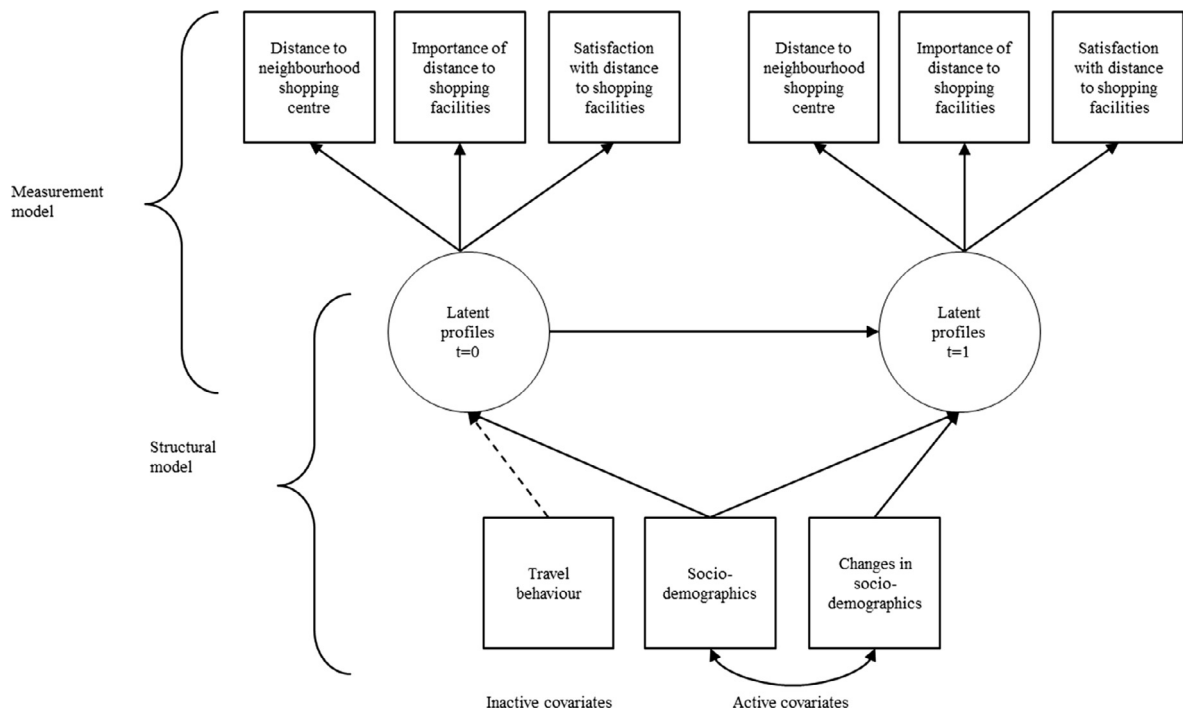 Distance to
neighbourhood
shopping
centre
Importance of
distance to
shopping
facilities
Satisfaction
with distance
to shopping
facilities
Distance to
neighbourhood
shopping
centre
Importance of
distance to
shopping
facilities
Satisfaction
with distance
to shopping
facilities
Measurement
model
Latent
profiles
t=0
Latent
profiles
t=1
Structural
model
Travel
behaviour
Socio-
demographics
Changes in
socio-
demographics
Inactive covariates
Active covariates